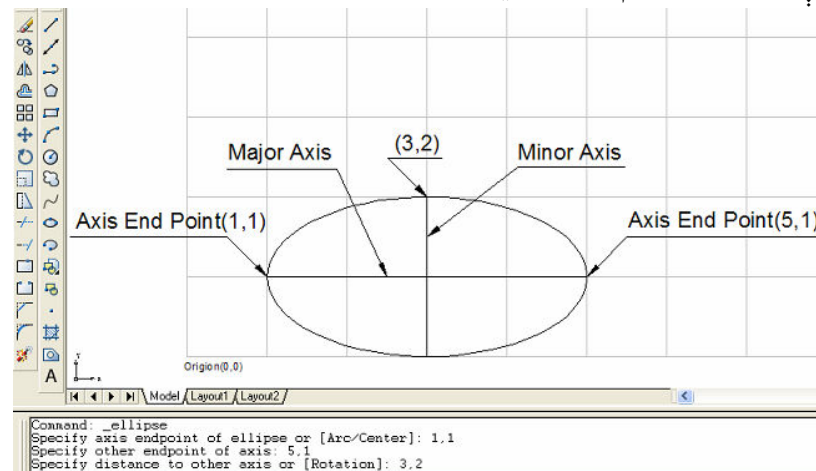 (3,2)
Major Axis
Minor Axis
Axis End Point(1,1)
Axis End Point(5,1)
Origion(0,0)
Y
x
A
Model Layout1 Layout2
Command: _ellipse
Specify axis endpoint of ellipse or [Arc/Center]: 1,1
Specify other endpoint of axis: 5,1
Specify distance to other axis or [Rotation]: 3,2